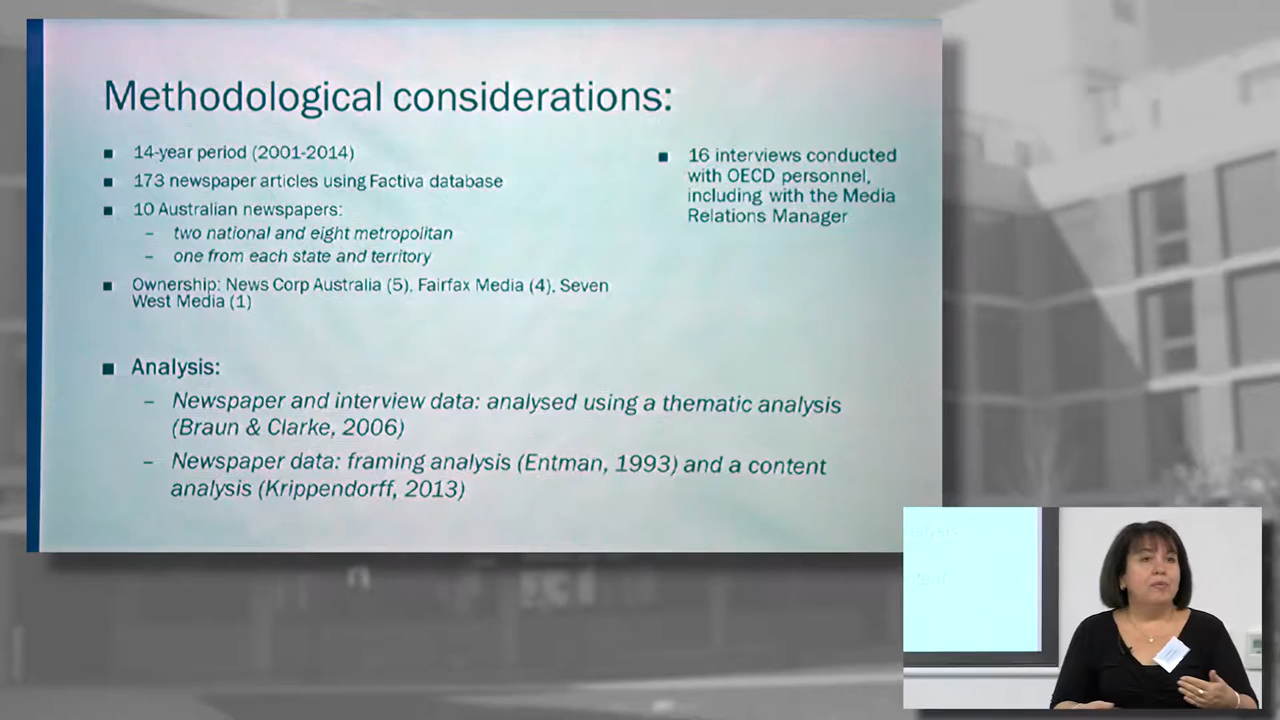 Methodological considerations:
14-year period (2001-2014)
173 newspaper articles using Factiva database
10 Australian newspapers:
– two national and eight metropolitan
– one from each state and territory
Ownership: News Corp Australia (5), Fairfax Media (4), Seven
West Media (1)
16 interviews conducted
with OECD personnel,
including with the Media
Relations Manager
Analysis:
– Newspaper and interview data: analysed using a thematic analysis
(Braun & Clarke, 2006)
– Newspaper data: framing analysis (Entman, 1993) and a content
analysis (Krippendorff, 2013)